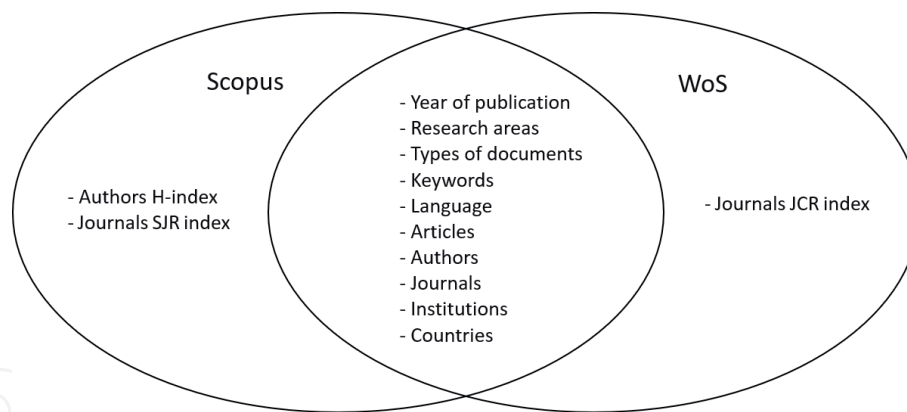 Scopus
WoS
- Authors H-index
- Journals SJR index
- Year of publication
- Research areas
- Types of documents
- Keywords
- Language
- Articles
- Authors
- Journals
- Institutions
- Countries
- Journals JCR index